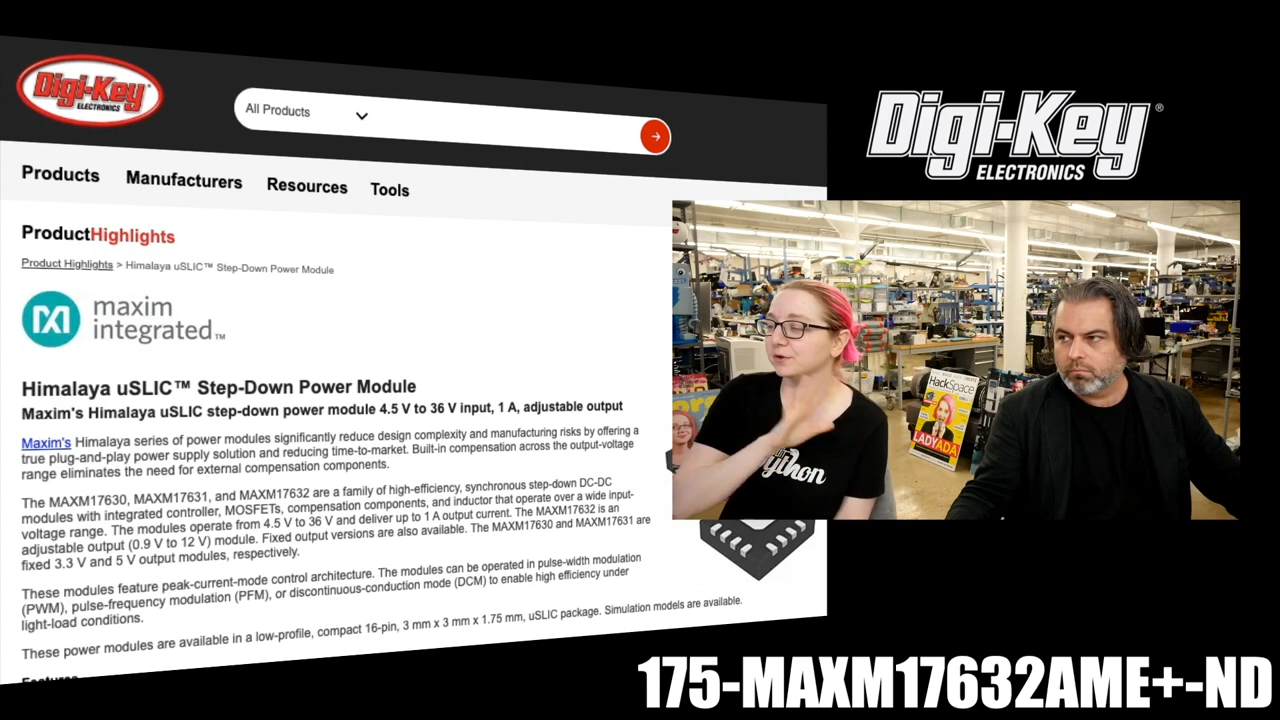 Digi-Key
ELECTRONICS
All Products
Products
Manufacturers
Resources
Tools
ProductHighlights
Product Highlights > Himalaya uSLIC™ Step-Down Power Module
maxim
integrated™
Himalaya uSLIC™ Step-Down Power Module
Maxim's Himalaya uSLIC step-down power module 4.5 V to 36 V input, 1 A, adjustable output
Maxim's Himalaya series of power modules significantly reduce design complexity and manufacturing risks by offering a
true plug-and-play power supply solution and reducing time-to-market. Built-in compensation across the output-voltage
range eliminates the need for external compensation components.
The MAXM17630, MAXM17631, and MAXM17632 are a family of high-efficiency, synchronous step-down DC-DC
modules with integrated controller, MOSFETs, compensation components, and inductor that operate over a wide input-
voltage range. The modules operate from 4.5 V to 36 V and deliver up to 1 A output current. The MAXM17632 is an
adjustable output (0.9 V to 12 V) module. Fixed output versions are also available. The MAXM17630 and MAXM17631 are
fixed 3.3 V and 5 V output modules, respectively.
These modules feature peak-current-mode control architecture. The modules can be operated in pulse-width modulation
(PWM), pulse-frequency modulation (PFM), or discontinuous-conduction mode (DCM) to enable high efficiency under
light-load conditions.
These power modules are available in a low-profile, compact 16-pin, 3 mm x 3 mm x 1.75 mm, uSLIC package. Simulation models are available.
Digi-Key®
ELECTRONICS
HackSpace
LADYADA
175-MAXM17632AME+-ND